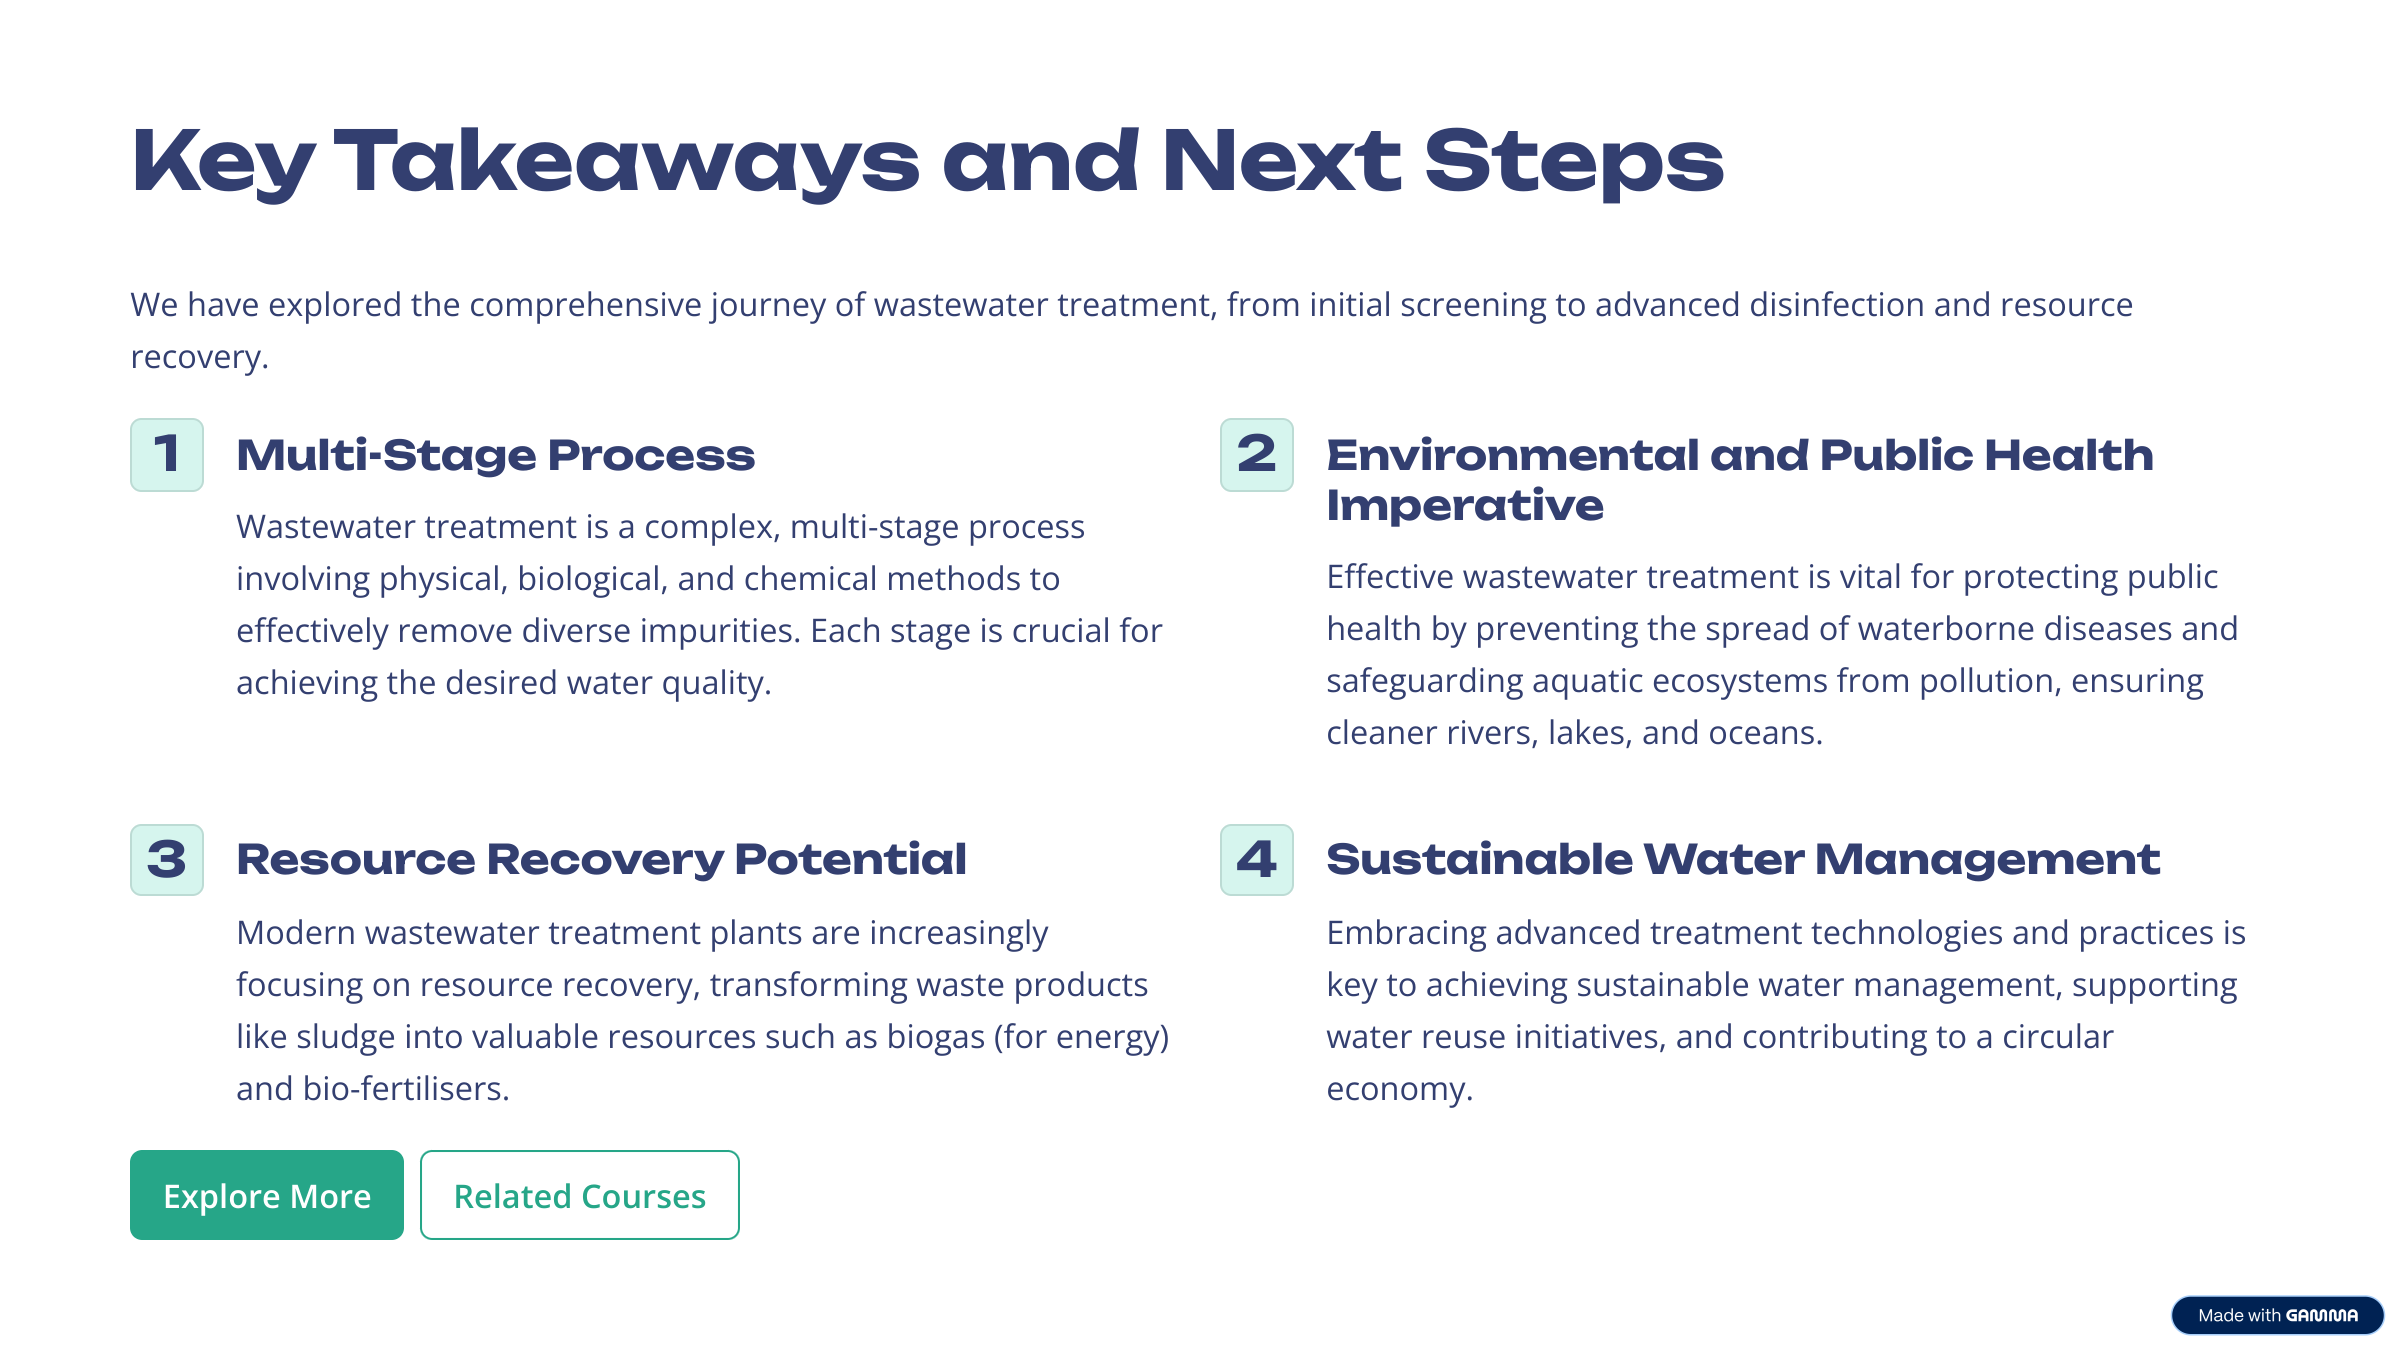 Key Takeaways and Next Steps
We have explored the comprehensive journey of wastewater treatment, from initial screening to advanced disinfection and resource
recovery.
1
Multi-Stage Process
Wastewater treatment is a complex, multi-stage process
involving physical, biological, and chemical methods to
effectively remove diverse impurities. Each stage is crucial for
achieving the desired water quality.
2
Environmental and Public Health
Imperative
Effective wastewater treatment is vital for protecting public
health by preventing the spread of waterborne diseases and
safeguarding aquatic ecosystems from pollution, ensuring
cleaner rivers, lakes, and oceans.
3
Resource Recovery Potential
Modern wastewater treatment plants are increasingly
focusing on resource recovery, transforming waste products
like sludge into valuable resources such as biogas (for energy)
and bio-fertilisers.
4
Sustainable Water Management
Embracing advanced treatment technologies and practices is
key to achieving sustainable water management, supporting
water reuse initiatives, and contributing to a circular
economy.
Explore More
Related Courses
Made with GAMMA